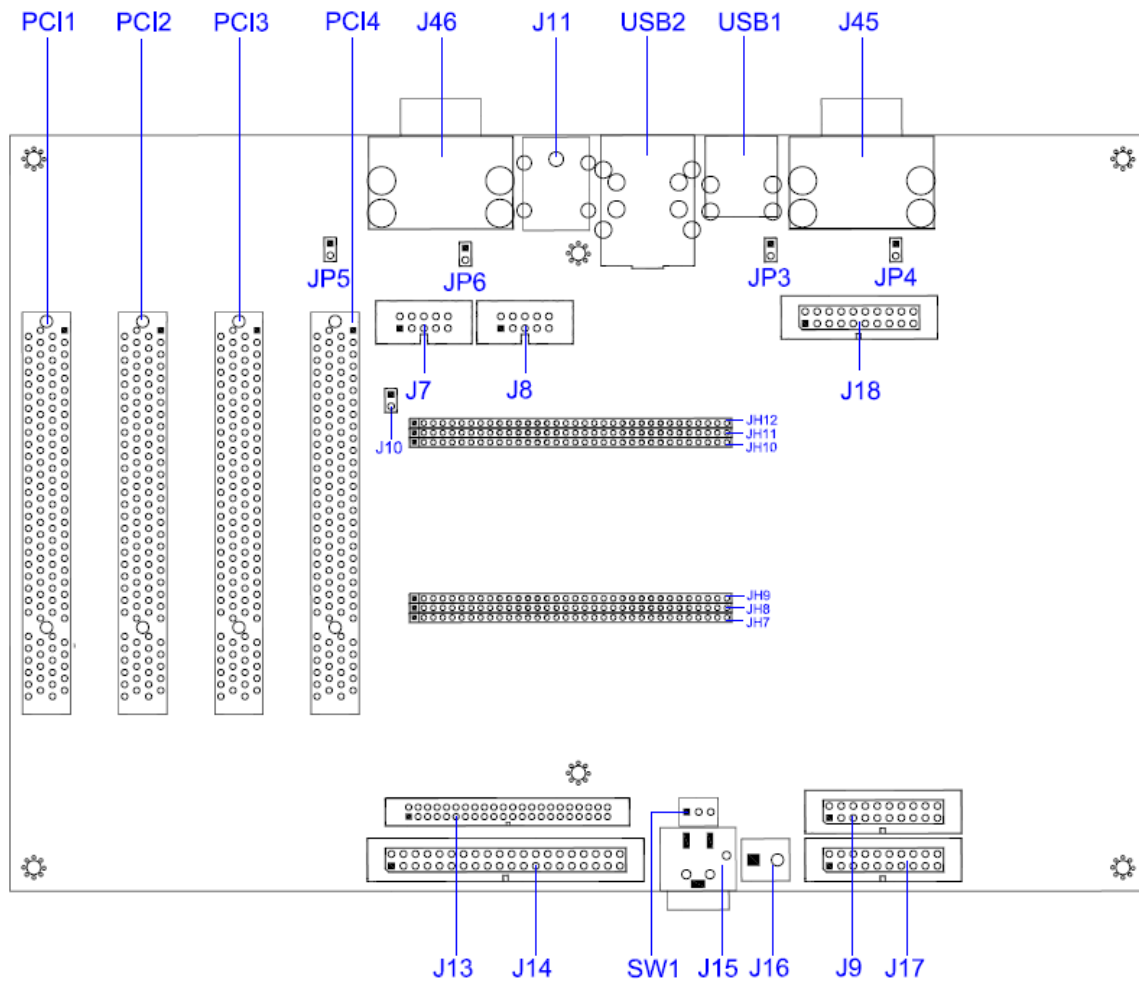 PCI1 PCI2 PCI3 PCI4 J46 J11 USB2 USB1 J45
JP5 JP6 JP3 JP4
J7 J8 J18
J10
JH12
JH11
JH10
JH9
JH8
JH7
J13 J14 SW1 J15 J16 J9 J17